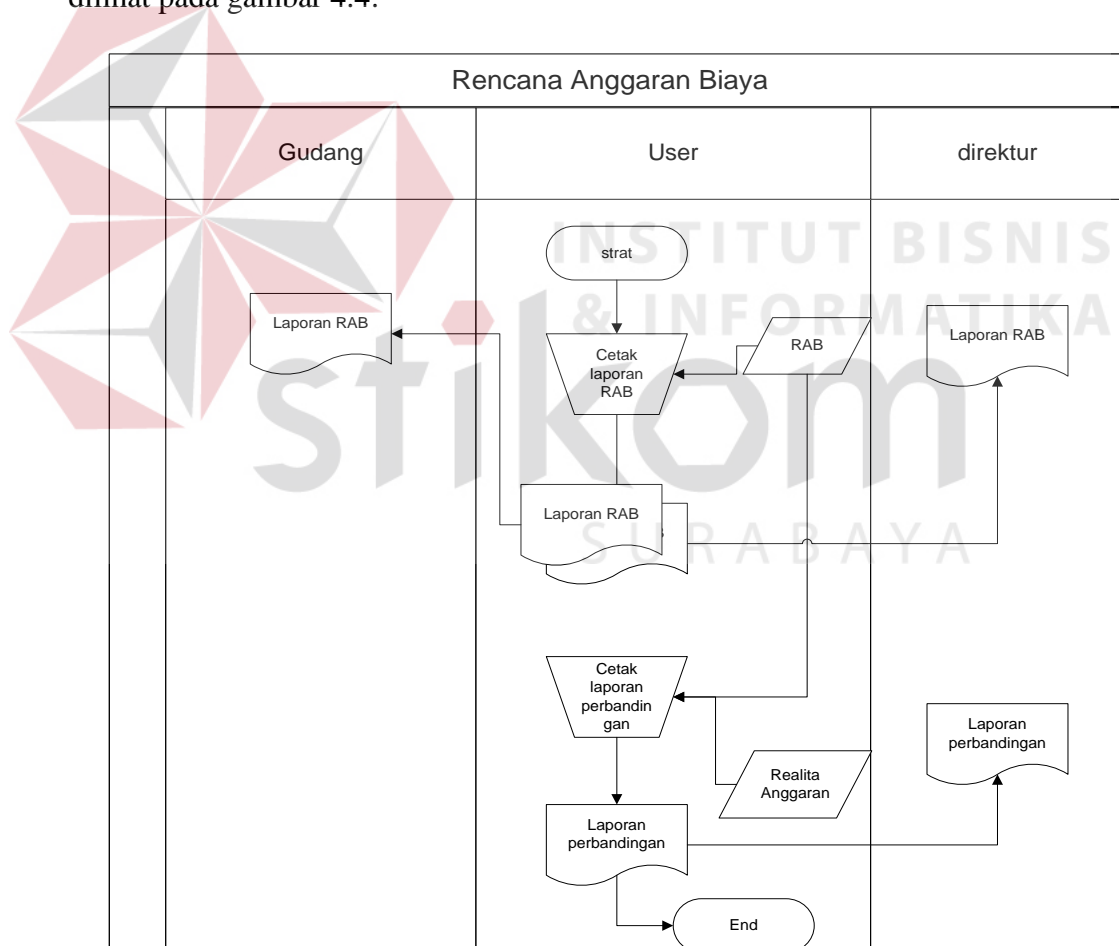 dilihat pada gambar 4.4.
Rencana Anggaran Biaya
Gudang
User
direktur
INSTITUT BISNIS
& INFORMATIKA
stikom
SURABAYA
strat
Laporan RAB
Cetak
laporan
RAB
RAB
Laporan RAB
Laporan RAB
Cetak
laporan
perbandin
gan
Realita
Anggaran
Laporan
perbandingan
Laporan
perbandingan
End